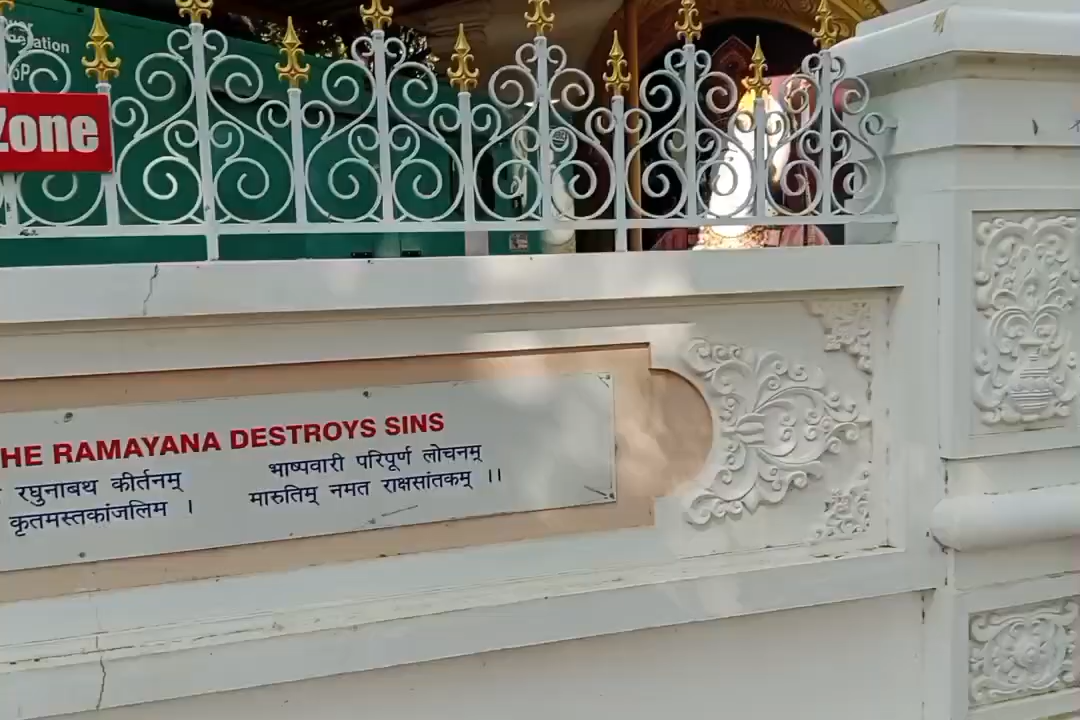 Zone
HE RAMAYANA DESTROYS SINS
रघुनाबथ कीर्तनम्
कृतमस्तकांजलिम ।
भाष्पवारी परिपूर्ण लोचनम्
मारुतिम् नमत राक्षसांतकम् ।।